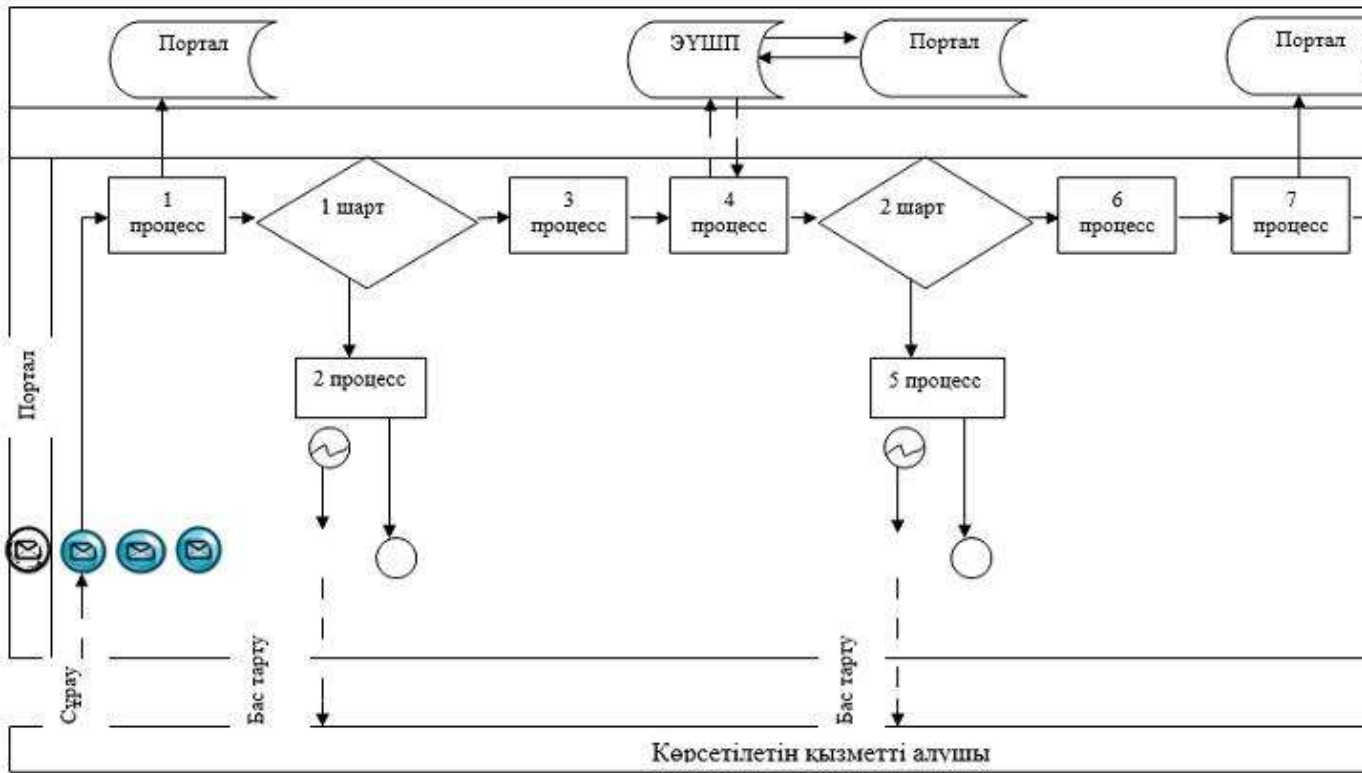 Портал
ЭҮШП
Портал
Портал
1
процесс
1 шарт
3
процесс
4
процесс
2 шарт
6
процесс
7
процесс
2 процесс
5 процесс
Портал
Сұрау
Бас тарту
Бас тарту
Көрсетілетін қызметті алушы